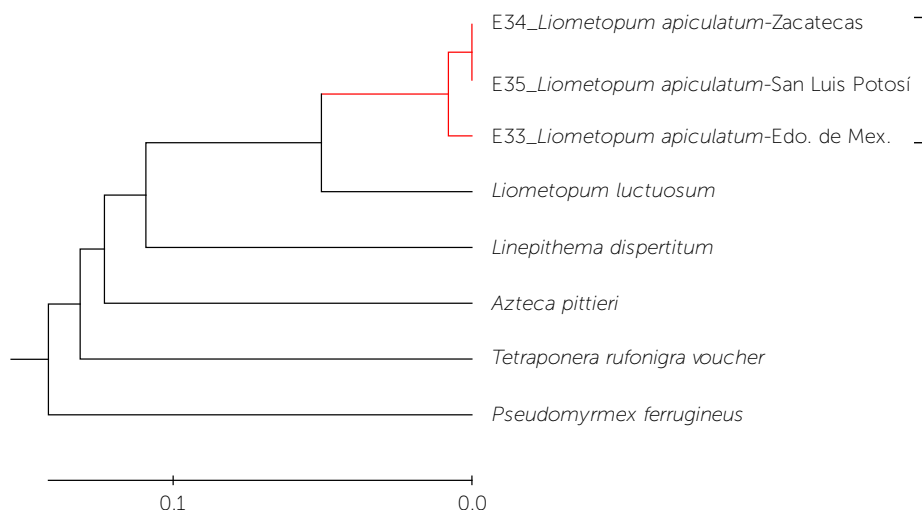 E34_Liometopum apiculatum-Zacatecas
E35_Liometopum apiculatum-San Luis Potosí
E33_Liometopum apiculatum-Edo. de Mex.
Liometopum luctuosum
Linepithema dispertitum
Azteca pittieri
Tetraponera rufonigra voucher
Pseudomyrmex ferrugineus
0.1 0.0